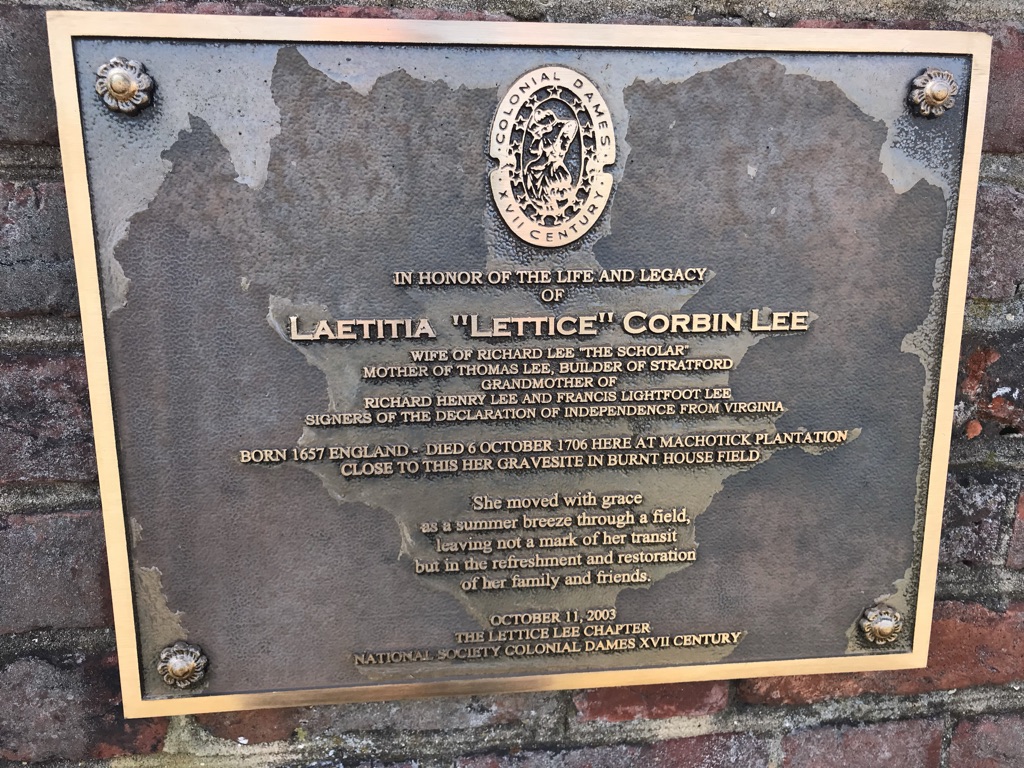 COLONIAL DAMES
XVII CENTURY
IN HONOR OF THE LIFE AND LEGACY
OF
LAETITIA "LETTICE" CORBIN LEE
WIFE OF RICHARD LEE "THE SCHOLAR"
MOTHER OF THOMAS LEE, BUILDER OF STRATFORD
GRANDMOTHER OF
RICHARD HENRY LEE AND FRANCIS LIGHTFOOT LEE
SIGNERS OF THE DECLARATION OF INDEPENDENCE FROM VIRGINIA
BORN 1657 ENGLAND - DIED 6 OCTOBER 1706 HERE AT MACHOTICK PLANTATION
CLOSE TO THIS HER GRAVESITE IN BURNT HOUSE FIELD
She moved with grace
as a summer breeze through a field,
leaving not a mark of her transit
but in the refreshment and restoration
of her family and friends.
OCTOBER 11, 2003
THE LETTICE LEE CHAPTER
NATIONAL SOCIETY COLONIAL DAMES XVII CENTURY